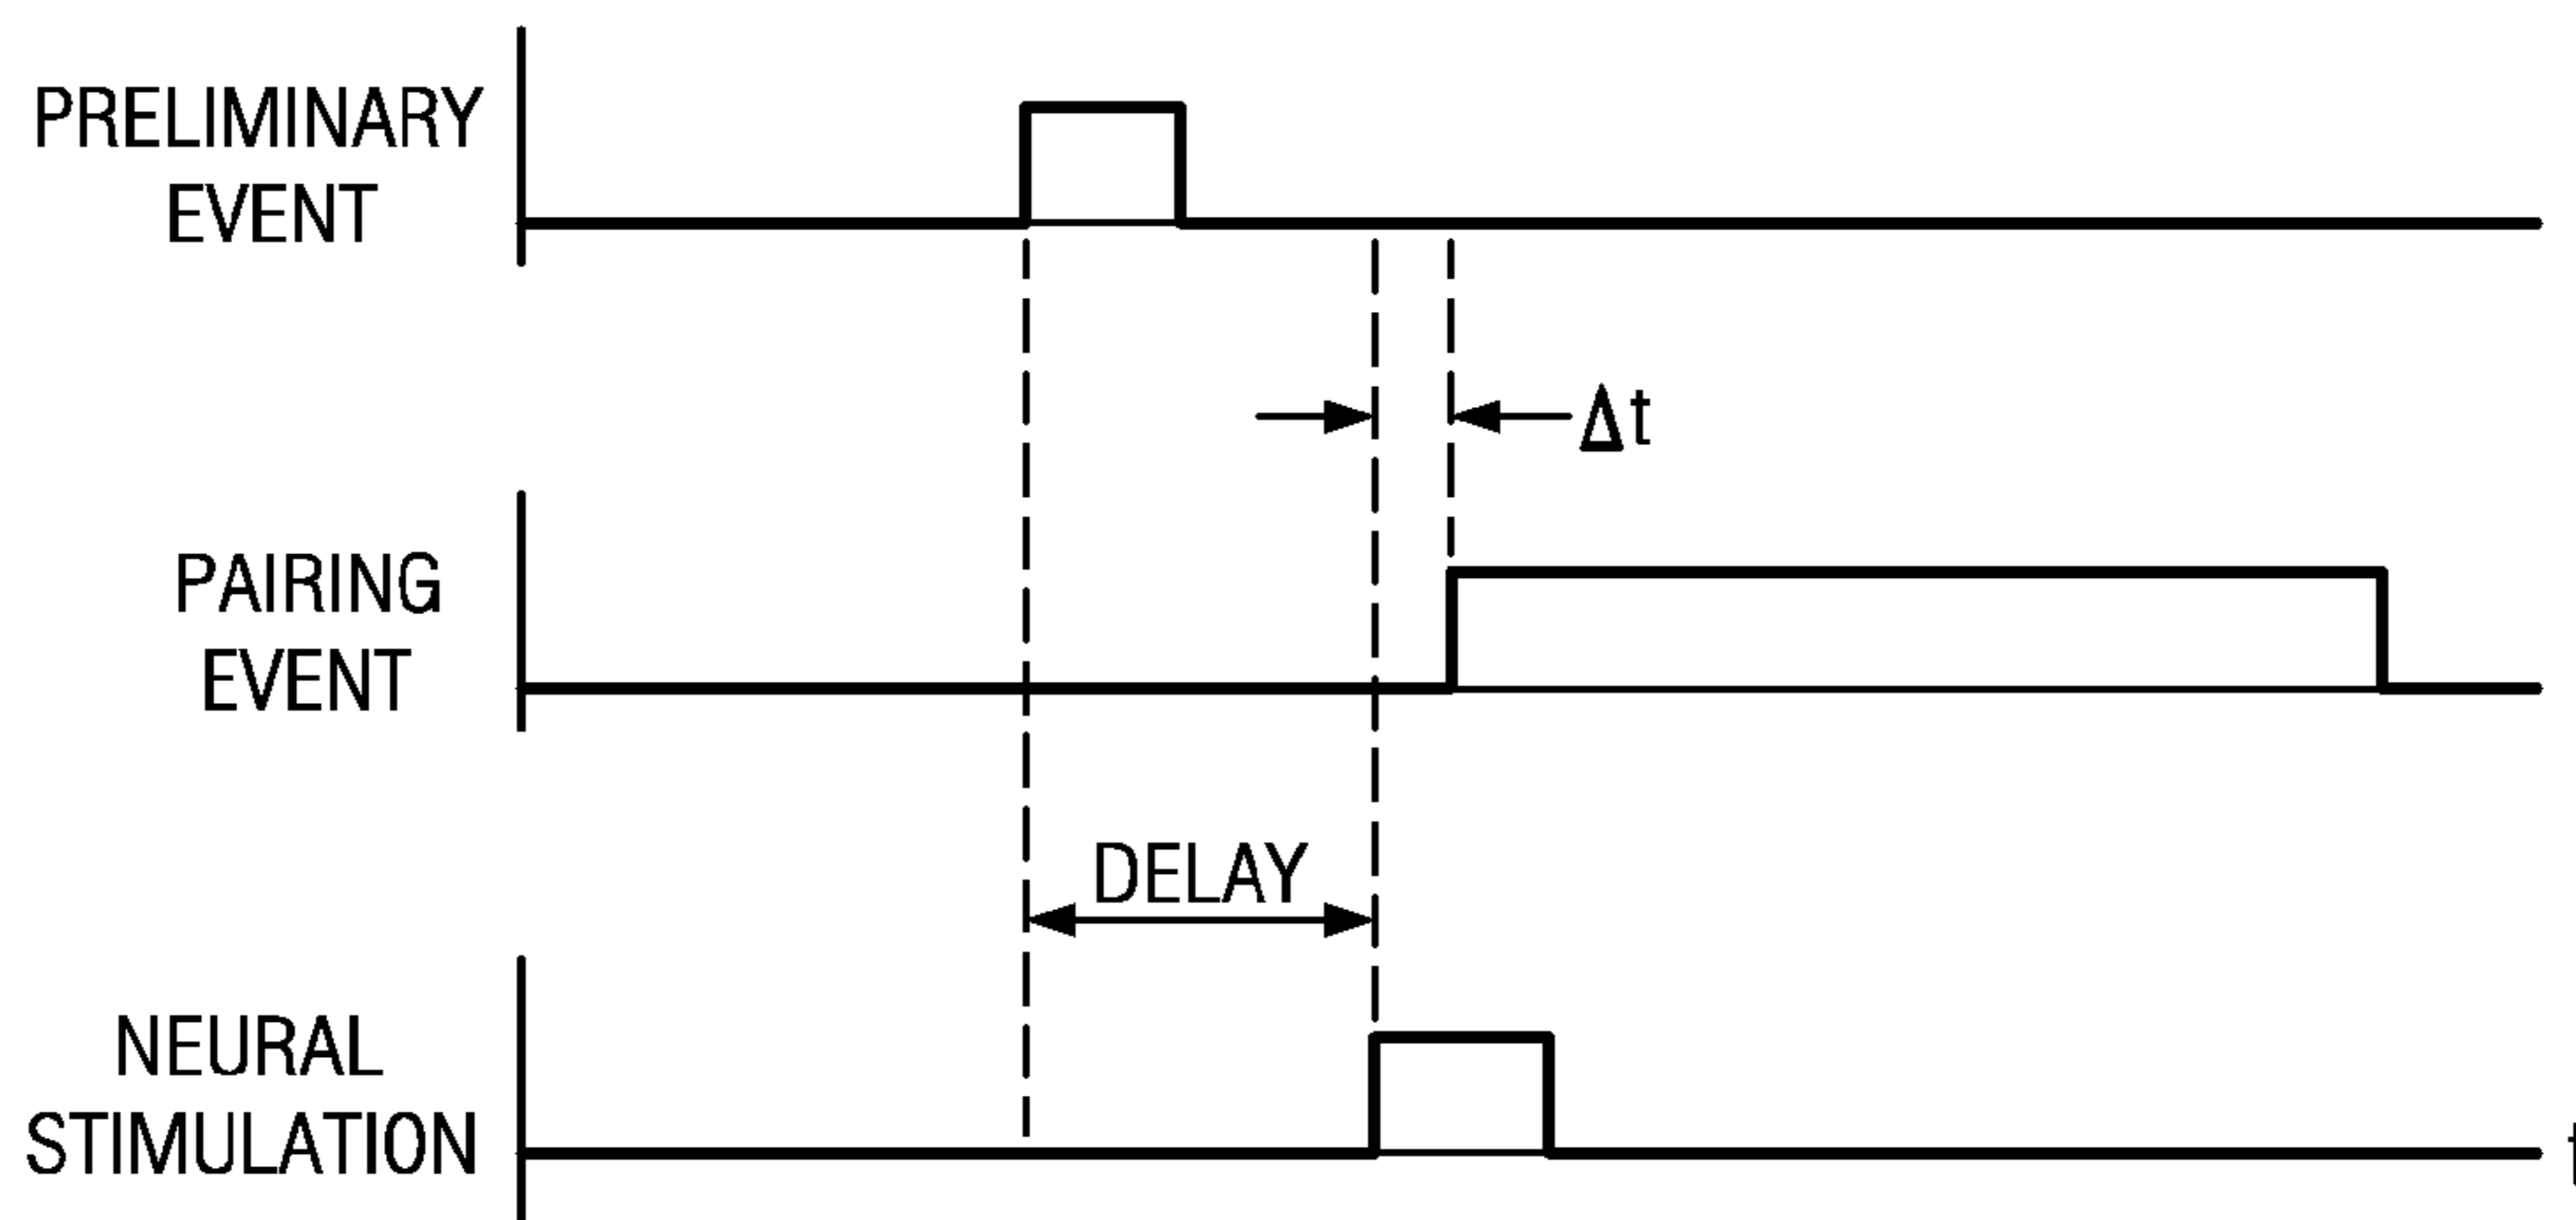 PRELIMINARY
EVENT
Δt
PAIRING
EVENT
DELAY
NEURAL
STIMULATION
t